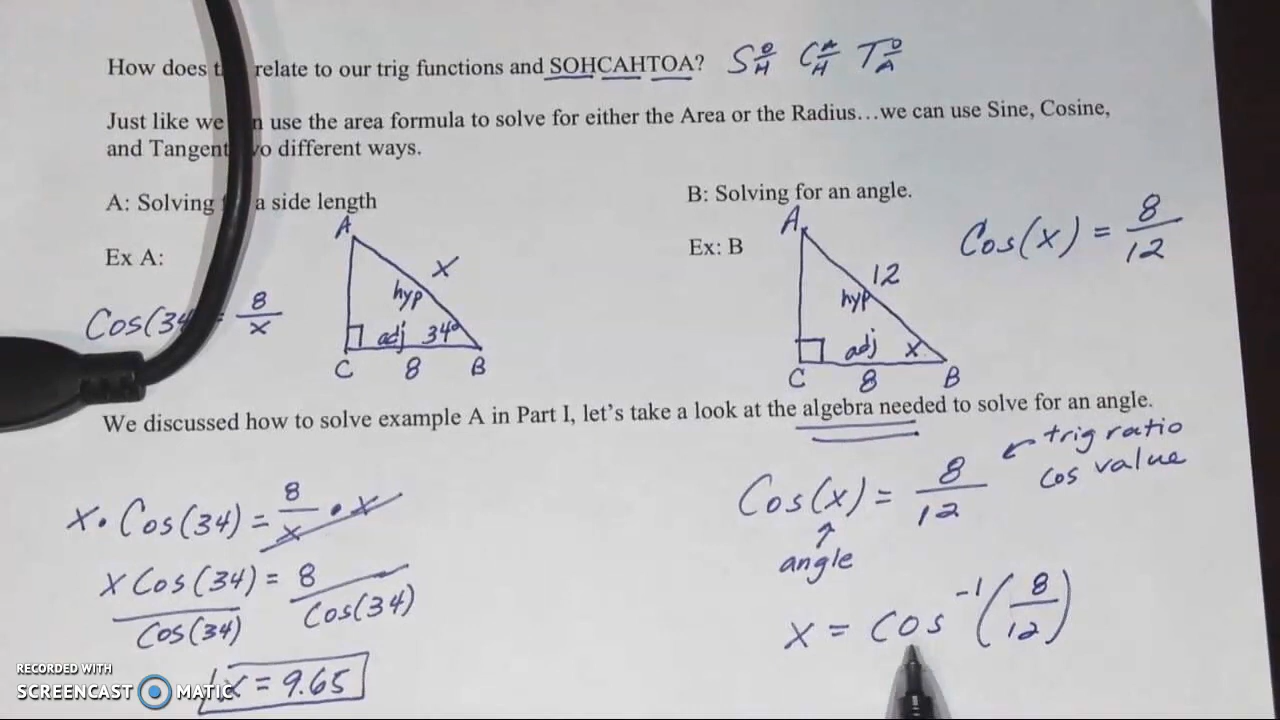 How does t relate to our trig functions and SOHCAHTOA? S O/H C A/H T O/A
Just like we n use the area formula to solve for either the Area or the Radius…we can use Sine, Cosine,
and Tangent wo different ways.
A: Solving a side length
Ex A:
Cos(34 = 8/x
A
x
hyp
adj 34°
C 8 B
B: Solving for an angle.
Ex: B
A
12
hyp
adj x
C 8 B
Cos(x) = 8/12
We discussed how to solve example A in Part I, let's take a look at the algebra needed to solve for an angle.
x • Cos(34) = 8/x • x
x Cos(34) = 8
Cos(34) Cos(34)
x = 9.65
Cos(x) = 8/12
trig ratio
cos value
angle
x = cos⁻¹(8/12)
RECORDED WITH
SCREENCAST MATIC